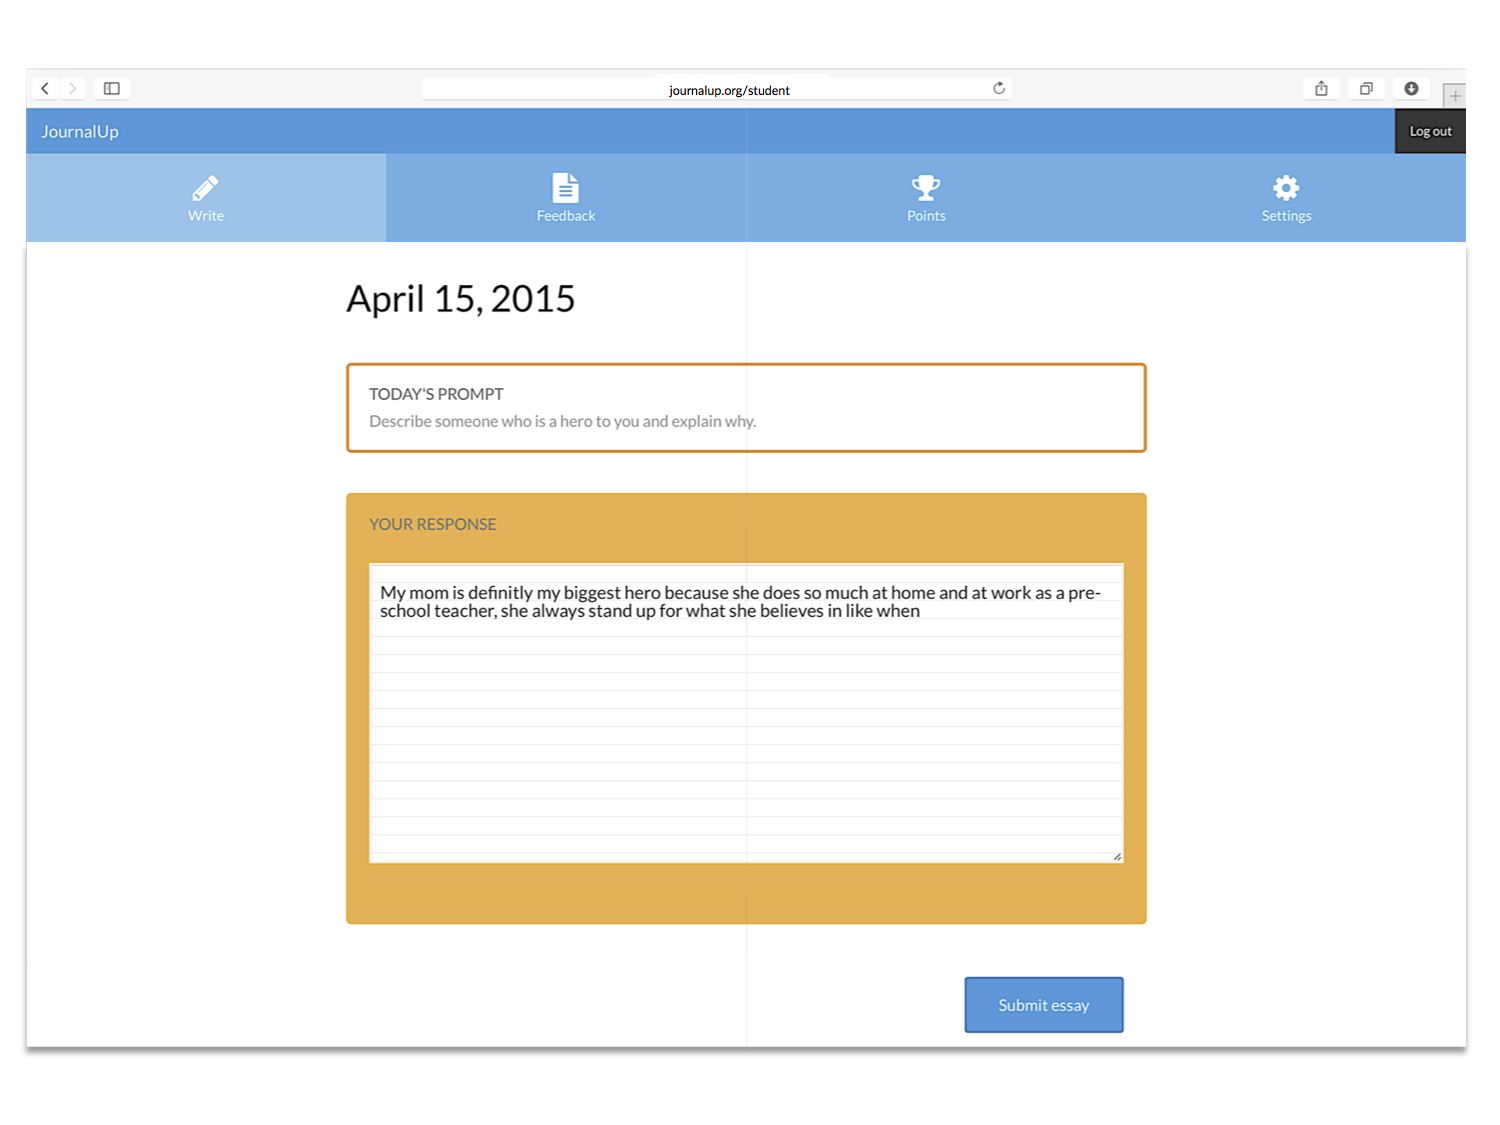 journalup.org/student
JournalUp
Log out
Write
Feedback
Points
Settings
April 15, 2015
TODAY'S PROMPT
Describe someone who is a hero to you and explain why.
YOUR RESPONSE
My mom is definitly my biggest hero because she does so much at home and at work as a pre-
school teacher, she always stand up for what she believes in like when
Submit essay